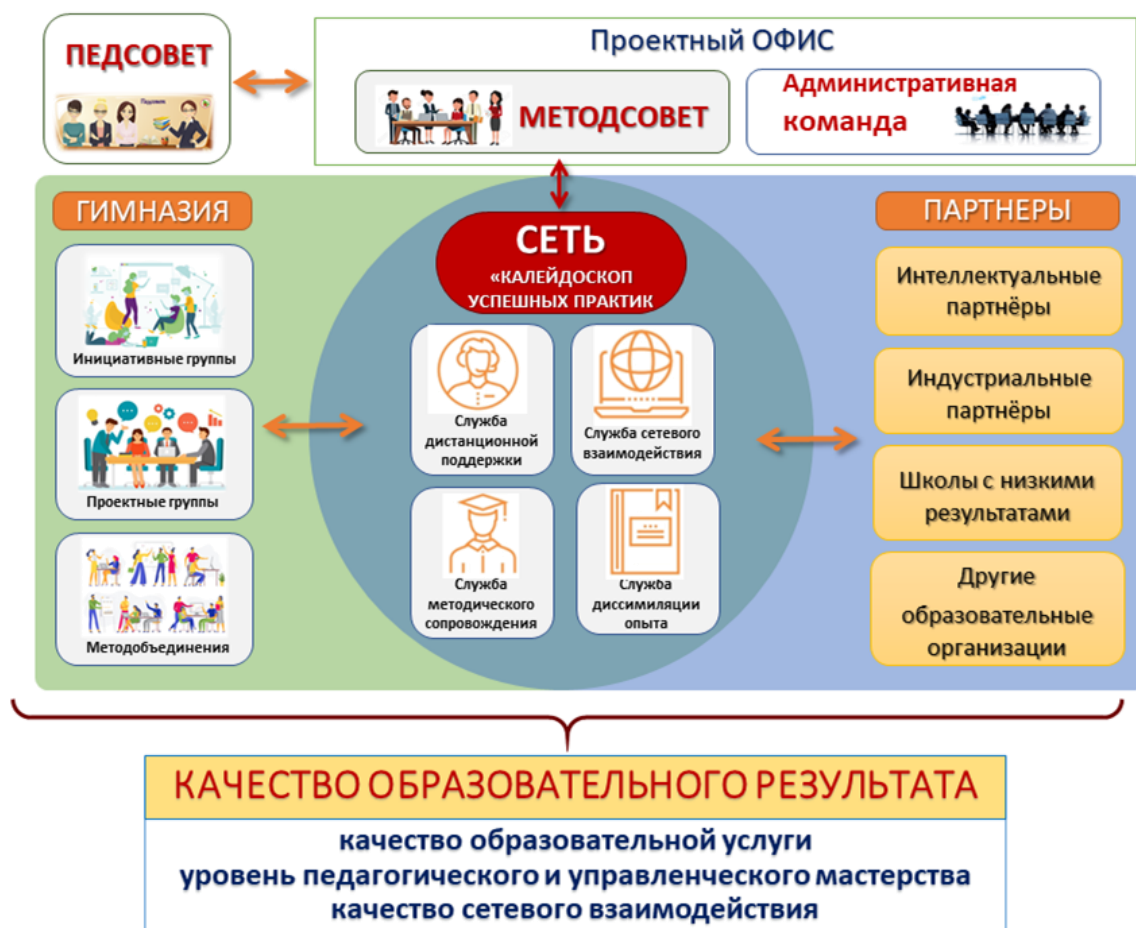 ПЕДСОВЕТ
Педсовет
Проектный ОФИС
МЕТОДСОВЕТ
Административная
команда
ГИМНАЗИЯ
Инициативные группы
Проектные группы
Методобъединения
СЕТЬ
«КАЛЕЙДОСКОП
УСПЕШНЫХ ПРАКТИК
Служба
дистанционной
поддержки
Служба сетевого
взаимодействия
Служба
методического
сопровождения
Служба
диссимиляции
опыта
ПАРТНЕРЫ
Интеллектуальные
партнёры
Индустриальные
партнёры
Школы с низкими
результатами
Другие
образовательные
организации
КАЧЕСТВО ОБРАЗОВАТЕЛЬНОГО РЕЗУЛЬТАТА
качество образовательной услуги
уровень педагогического и управленческого мастерства
качество сетевого взаимодействия